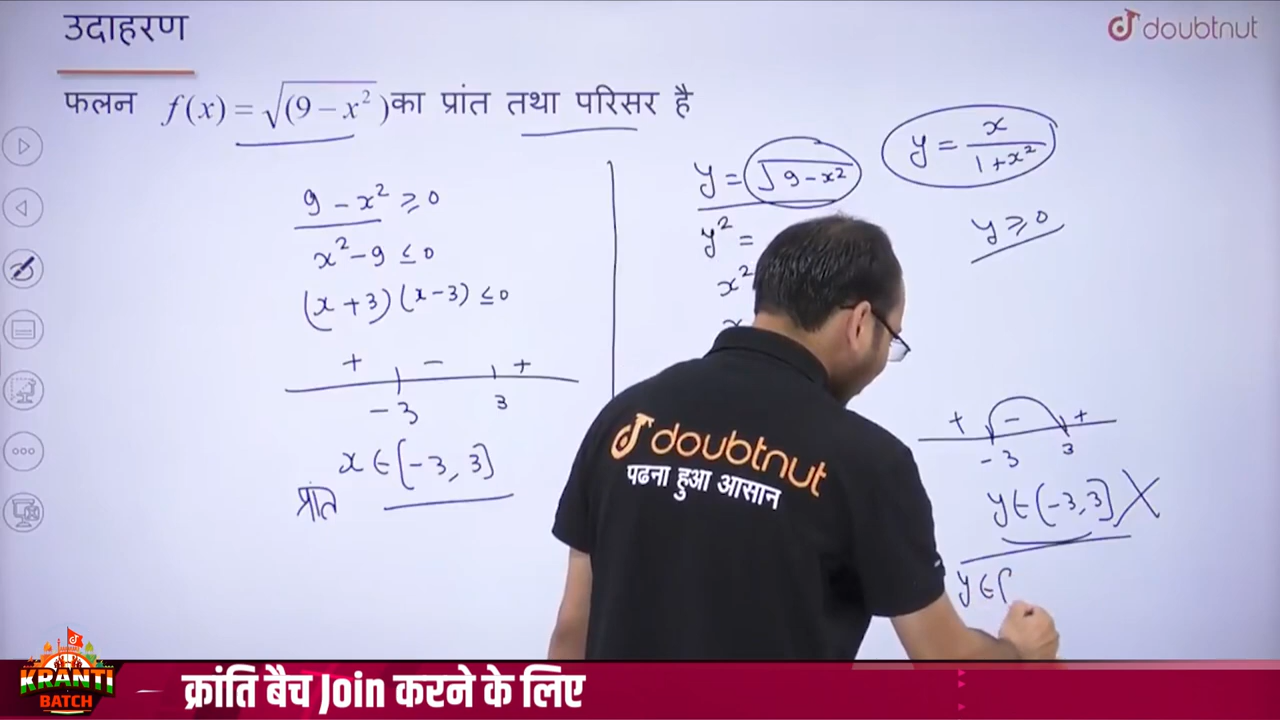 उदाहरण
doubtnut
फलन f(x) = √(9 − x²) का प्रांत तथा परिसर है
9 − x² ≥ 0
x² − 9 ≤ 0
(x + 3)(x − 3) ≤ 0
+ − +
−3 3
x ∈ [−3, 3]
प्रांत
y = √9 − x²
y² =
x²
y = x / 1 + x²
y ≥ 0
+ − +
−3 3
y ∈ [−3, 3] X
y ∈ [
doubtnut
पढना हुआ आसान
KRANTI
BATCH
क्रांति बैच Join करने के लिए